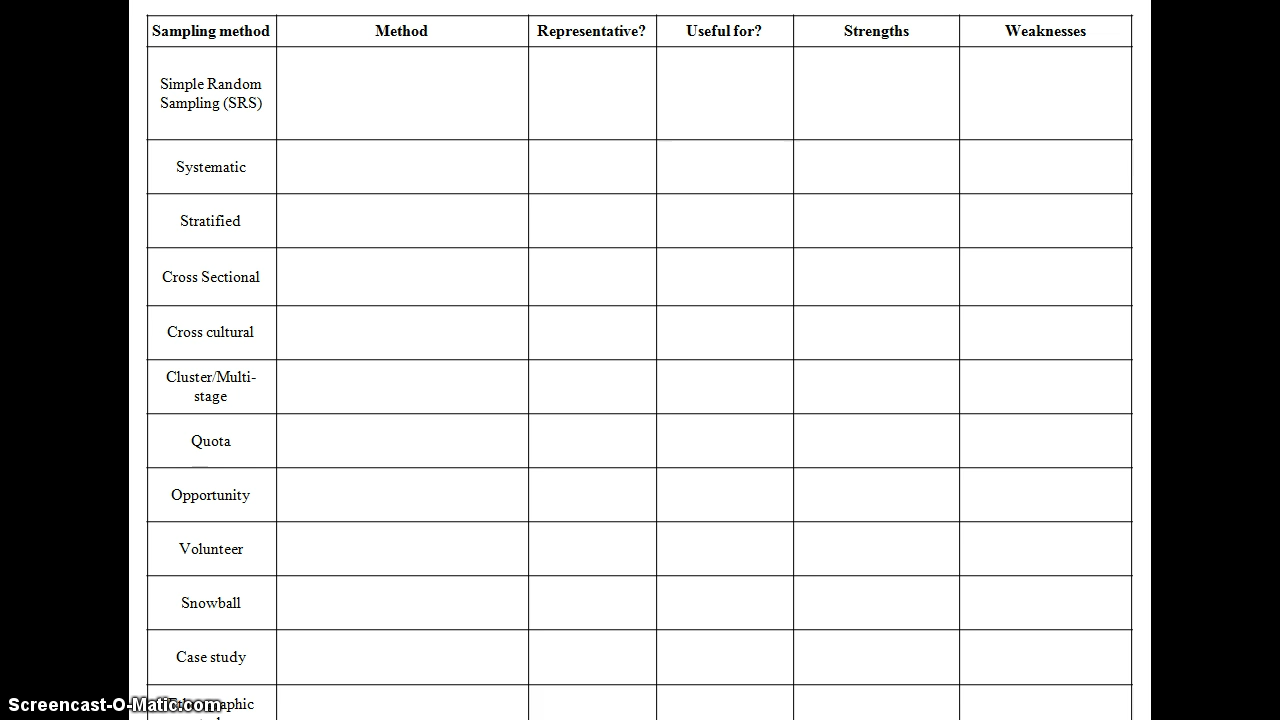 Sampling method Method Representative? Useful for? Strengths Weaknesses
Simple Random
Sampling (SRS)
Systematic
Stratified
Cross Sectional
Cross cultural
Cluster/Multi-
stage
Quota
Opportunity
Volunteer
Snowball
Case study
Screencast-O-Matic.com